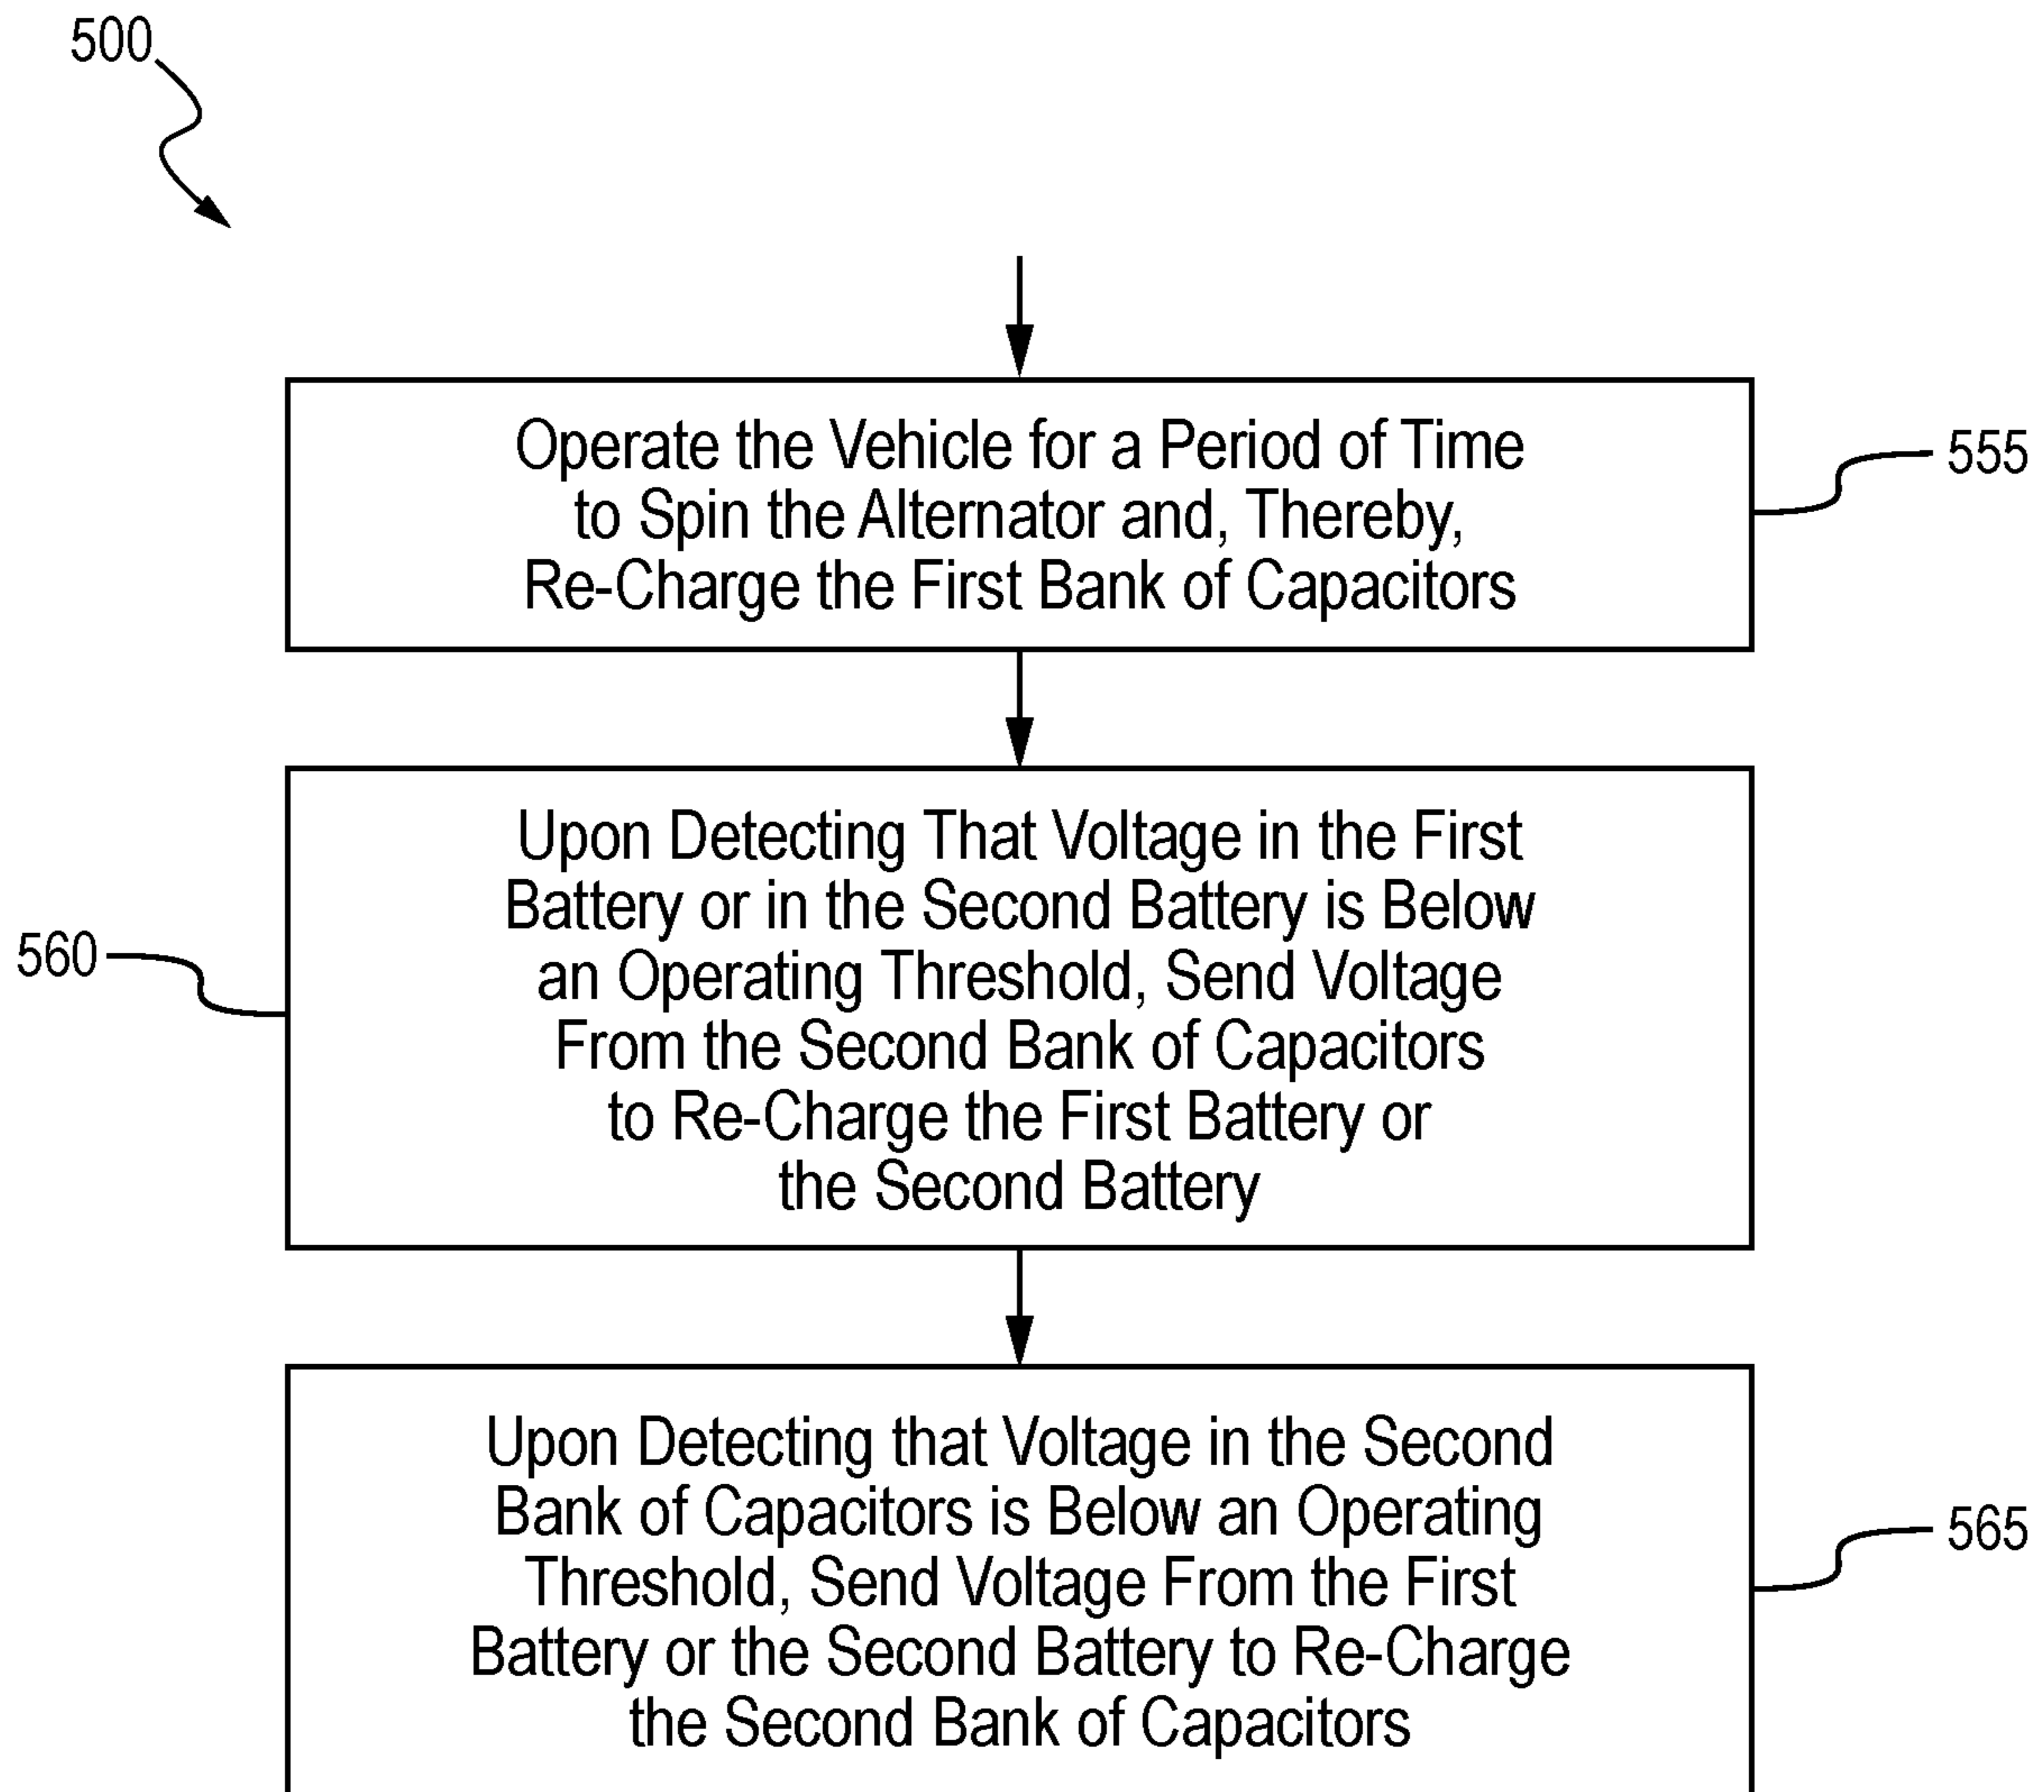 500
Operate the Vehicle for a Period of Time
to Spin the Alternator and, Thereby,
Re-Charge the First Bank of Capacitors
555
Upon Detecting That Voltage in the First
Battery or in the Second Battery is Below
an Operating Threshold, Send Voltage
From the Second Bank of Capacitors
to Re-Charge the First Battery or
the Second Battery
560
Upon Detecting that Voltage in the Second
Bank of Capacitors is Below an Operating
Threshold, Send Voltage From the First
Battery or the Second Battery to Re-Charge
the Second Bank of Capacitors
565